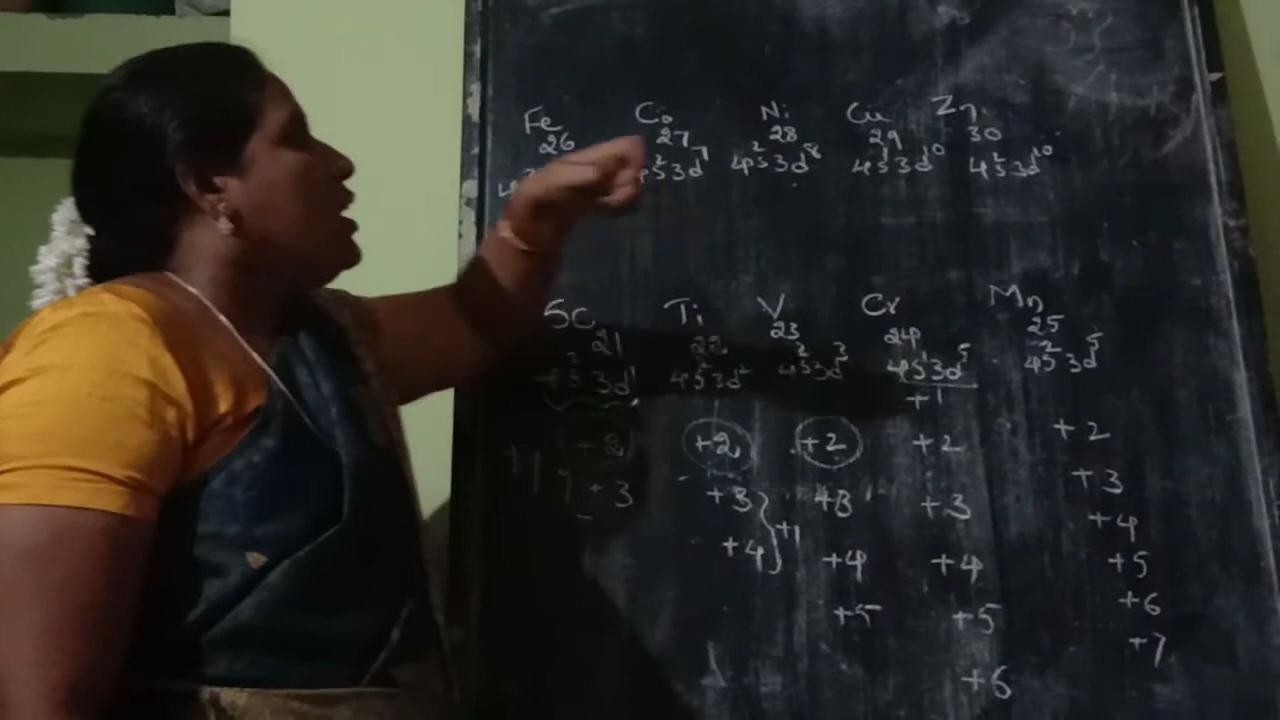 Fe Co Ni Cu Zn
26 27 28 29 30
4s²3d⁷ 4s²3d⁸ 4s¹3d¹⁰ 4s²3d¹⁰
Sc Ti V Cr Mn
21 22 23 24 25
4s²3d¹ 4s²3d² 4s²3d³ 4s¹3d⁵ 4s²3d⁵
+1
+2 +2 +2 +2 +2
+3 +3 +3 +3 +3
+4 +1 +4 +4 +4
+5 +5 +5
+6 +6
+7